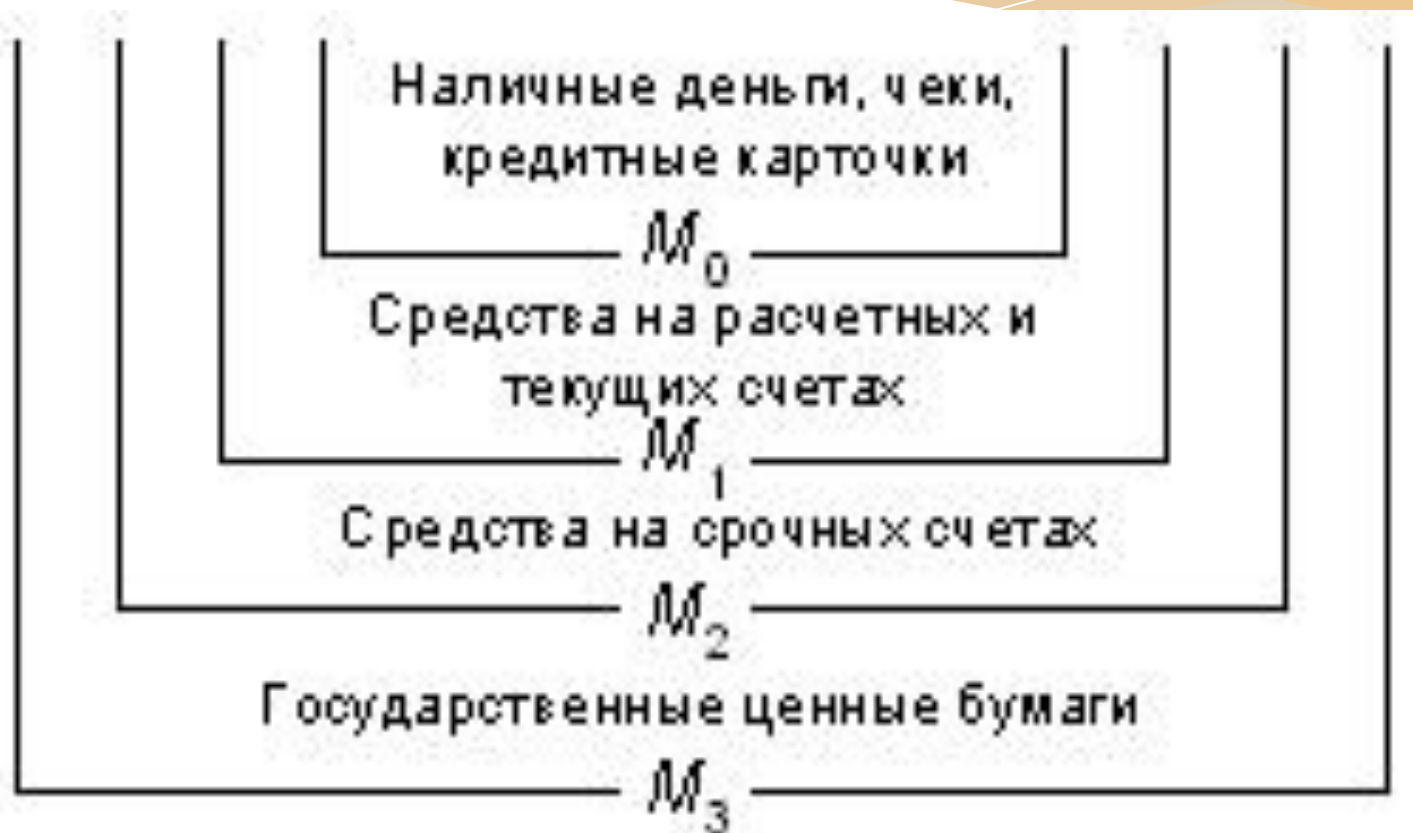 Наличные деньги, чеки,
кредитные карточки
M₀
Средства на расчетных и
текущих счетах
M₁
Средства на срочных счетах
M₂
Государственные ценные бумаги
M₃